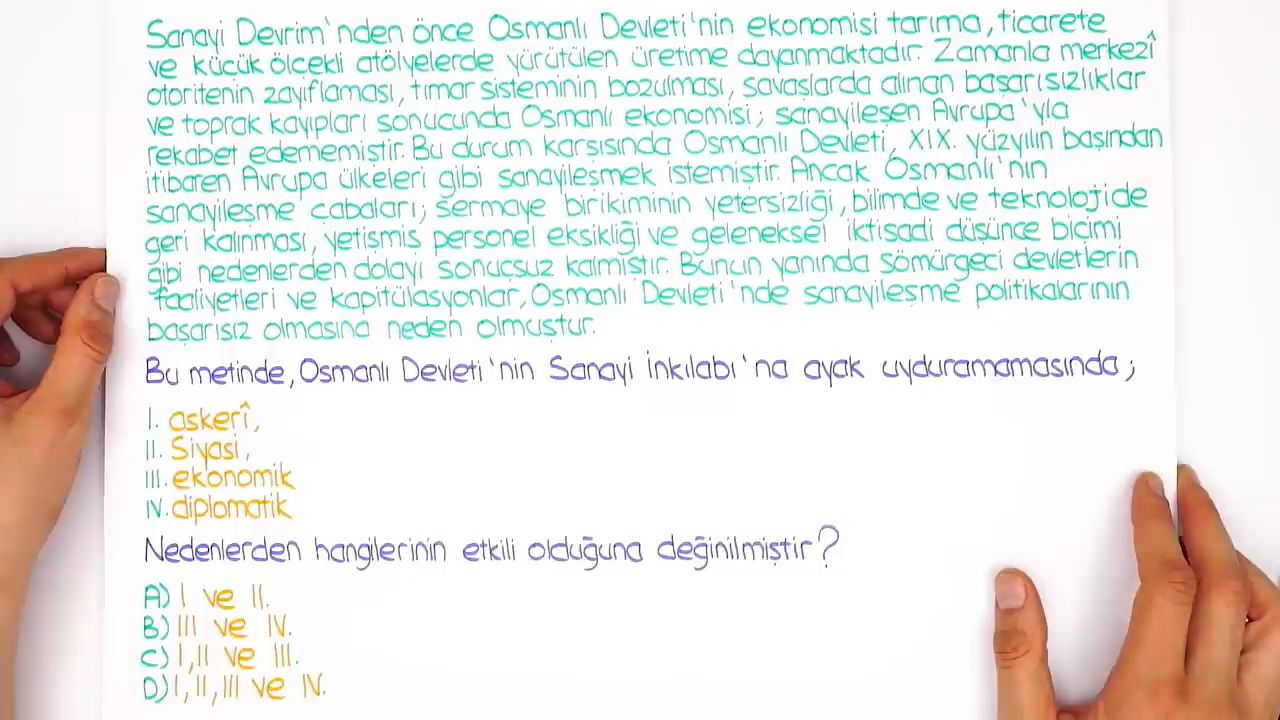 Sanayi Devrim'nden önce Osmanlı Devleti'nin ekonomisi tarıma, ticarete
ve küçük ölçekli atölyelerde yürütülen üretime dayanmaktadır. Zamanla merkezî
otoritenin zayıflaması, tımar sisteminin bozulması, savaşlarda alınan başarısızlıklar
ve toprak kayıpları sonucunda Osmanlı ekonomisi; sanayileşen Avrupa'yla
rekabet edememiştir. Bu durum karşısında Osmanlı Devleti, XIX. yüzyılın başından
itibaren Avrupa ülkeleri gibi sanayileşmek istemiştir. Ancak Osmanlı'nın
sanayileşme çabaları; sermaye birikiminin yetersizliği, bilimde ve teknolojide
geri kalınması, yetişmiş personel eksikliği ve geleneksel iktisadi düşünce biçimi
gibi nedenlerden dolayı sonuçsuz kalmıştır. Bunun yanında sömürgeci devletlerin
faaliyetleri ve kapitülasyonlar, Osmanlı Devleti'nde sanayileşme politikalarının
başarısız olmasına neden olmuştur.
Bu metinde, Osmanlı Devleti'nin Sanayi İnkılabı'na ayak uyduramamasında;
I. askerî,
II. Siyasi,
III. ekonomik
IV. diplomatik
Nedenlerden hangilerinin etkili olduğuna değinilmiştir?
A) I ve II.
B) III ve IV.
C) I, II ve III.
D) I, II, III ve IV.